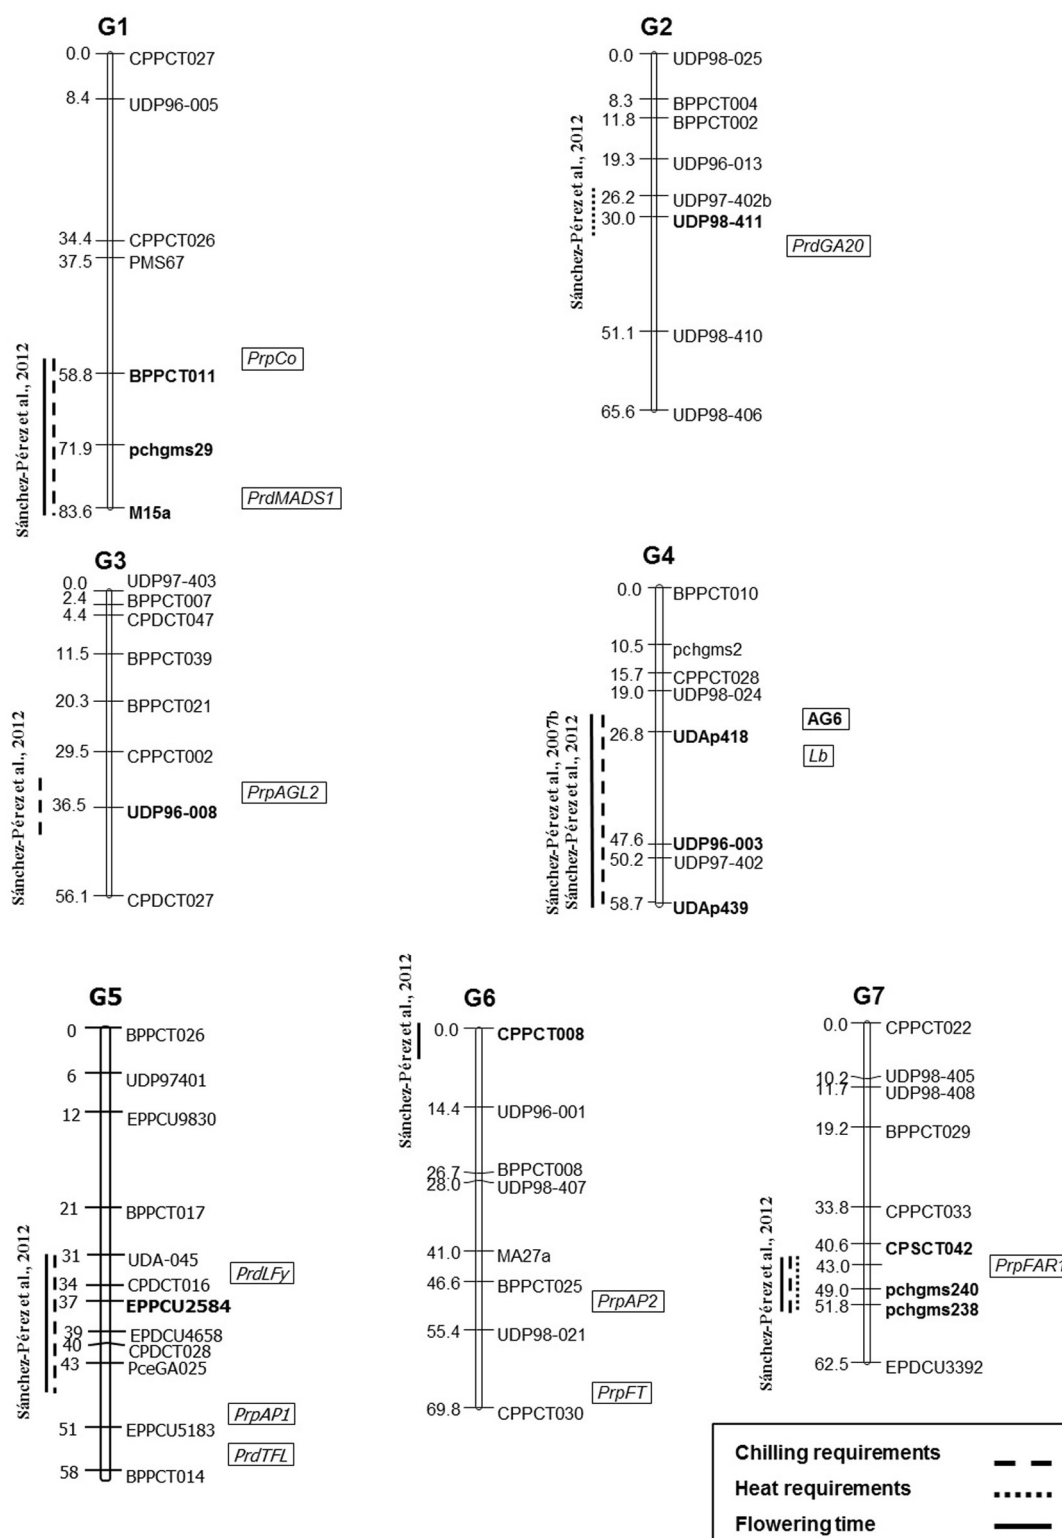 G1
0.0 CPPCT027
8.4 UDP96-005
34.4 CPPCT026
37.5 PMS67
PrpCo
58.8 BPPCT011
71.9 pchgms29
PrdMADS1
83.6 M15a
Sánchez-Pérez et al., 2012
G2
0.0 UDP98-025
8.3 BPPCT004
11.8 BPPCT002
19.3 UDP96-013
26.2 UDP97-402b
30.0 UDP98-411
PrdGA20
51.1 UDP98-410
65.6 UDP98-406
Sánchez-Pérez et al., 2012
G3
0.0 UDP97-403
2.4 BPPCT007
4.4 CPDCT047
11.5 BPPCT039
20.3 BPPCT021
29.5 CPPCT002
PrpAGL2
36.5 UDP96-008
56.1 CPDCT027
Sánchez-Pérez et al., 2012
G4
0.0 BPPCT010
10.5 pchgms2
15.7 CPPCT028
19.0 UDP98-024
AG6
26.8 UDAp418
Lb
47.6 UDP96-003
50.2 UDP97-402
58.7 UDAp439
Sánchez-Pérez et al., 2007b
Sánchez-Pérez et al., 2012
G5
0 BPPCT026
6 UDP97401
12 EPPCU9830
21 BPPCT017
31 UDA-045
PrdLFy
34 CPDCT016
37 EPPCU2584
39 EPDCU4658
40 CPDCT028
43 PceGA025
PrpAP1
51 EPPCU5183
PrdTFL
58 BPPCT014
Sánchez-Pérez et al., 2012
G6
0.0 CPPCT008
14.4 UDP96-001
26.7 BPPCT008
28.0 UDP98-407
41.0 MA27a
46.6 BPPCT025
PrpAP2
55.4 UDP98-021
PrpFT
69.8 CPPCT030
Sánchez-Pérez et al., 2012
G7
0.0 CPPCT022
10.2 UDP98-405
11.7 UDP98-408
19.2 BPPCT029
33.8 CPPCT033
40.6 CPSCT042
43.0
PrpFAR1
49.0 pchgms240
51.8 pchgms238
62.5 EPDCU3392
Sánchez-Pérez et al., 2012
Chilling requirements
Heat requirements
Flowering time